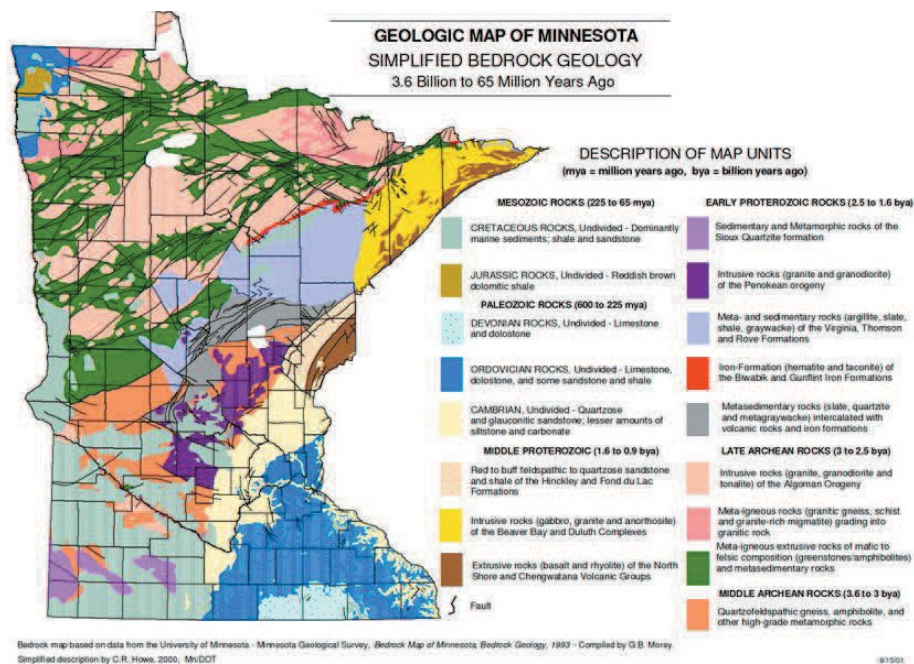 GEOLOGIC MAP OF MINNESOTA
SIMPLIFIED BEDROCK GEOLOGY
3.6 Billion to 65 Million Years Ago
DESCRIPTION OF MAP UNITS
(mya = million years ago, bya = billion years ago)
MESOZOIC ROCKS (225 to 65 mya)
CRETACEOUS ROCKS, Undivided - Dominantly
marine sediments; shale and sandstone
JURASSIC ROCKS, Undivided - Reddish brown
dolomitic shale
PALEOZOIC ROCKS (600 to 225 mya)
DEVONIAN ROCKS, Undivided - Limestone
and dolostone
ORDOVICIAN ROCKS, Undivided - Limestone,
dolostone, and some sandstone and shale
CAMBRIAN, Undivided - Quartzose
and glauconitic sandstone; lesser amounts of
siltstone and carbonate
MIDDLE PROTEROZOIC (1.6 to 0.9 bya)
Red to buff feldspathic to quartzose sandstone
and shale of the Hinckley and Fond du Lac
Formations
Intrusive rocks (gabbro, granite and anorthosite)
of the Beaver Bay and Duluth Complexes
Extrusive rocks (basalt and rhyolite) of the North
Shore and Chengwatana Volcanic Groups
Fault
EARLY PROTEROZOIC ROCKS (2.5 to 1.6 bya)
Sedimentary and Metamorphic rocks of the
Sioux Quartzite formation
Intrusive rocks (granite and granodiorite)
of the Penokean orogeny
Meta- and sedimentary rocks (argillite, slate,
shale, graywacke) of the Virginia, Thomson
and Rove Formations
Iron-Formation (hematite and taconite) of
the Biwabik and Gunflint Iron Formations
Metasedimentary rocks (slate, quartzite
and metagraywacke) intercalated with
volcanic rocks and iron formations
LATE ARCHEAN ROCKS (3 to 2.5 bya)
Intrusive rocks (granite, granodiorite and
tonalite) of the Algoman Orogeny
Meta-igneous rocks (granitic gneiss, schist
and granite-rich migmatite) grading into
granitic rock
Meta-igneous extrusive rocks of mafic to
felsic composition (greenstones/amphibolites)
and metasedimentary rocks
MIDDLE ARCHEAN ROCKS (3.6 to 3 bya)
Quartzofeldspathic gneiss, amphibolite, and
other high-grade metamorphic rocks
Bedrock map based on data from the University of Minnesota - Minnesota Geological Survey, Bedrock Map of Minnesota, Bedrock Geology, 1993 - Compiled by G.B. Morey.
Simplified description by C.R. Howe, 2000, Mn/DOT
8/15/01